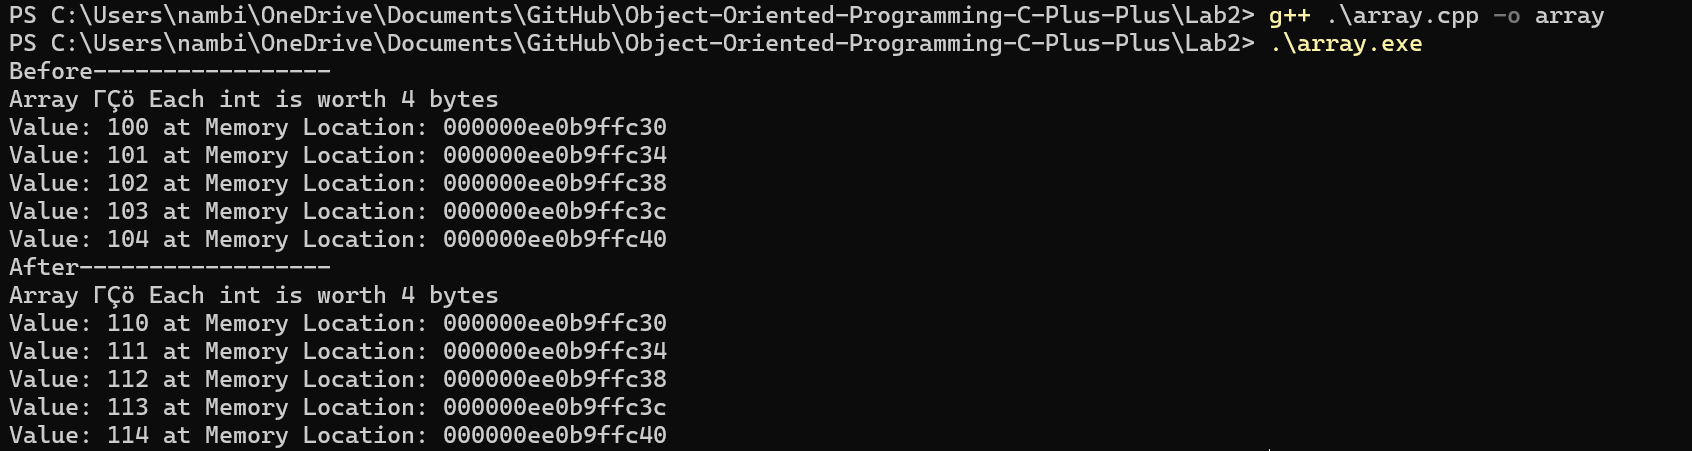 PS C:\Users\nambi\OneDrive\Documents\GitHub\Object-Oriented-Programming-C-Plus-Plus\Lab2> g++ .\array.cpp -o array
PS C:\Users\nambi\OneDrive\Documents\GitHub\Object-Oriented-Programming-C-Plus-Plus\Lab2> .\array.exe
Before-----------------
Array ΓÇö Each int is worth 4 bytes
Value: 100 at Memory Location: 000000ee0b9ffc30
Value: 101 at Memory Location: 000000ee0b9ffc34
Value: 102 at Memory Location: 000000ee0b9ffc38
Value: 103 at Memory Location: 000000ee0b9ffc3c
Value: 104 at Memory Location: 000000ee0b9ffc40
After------------------
Array ΓÇö Each int is worth 4 bytes
Value: 110 at Memory Location: 000000ee0b9ffc30
Value: 111 at Memory Location: 000000ee0b9ffc34
Value: 112 at Memory Location: 000000ee0b9ffc38
Value: 113 at Memory Location: 000000ee0b9ffc3c
Value: 114 at Memory Location: 000000ee0b9ffc40